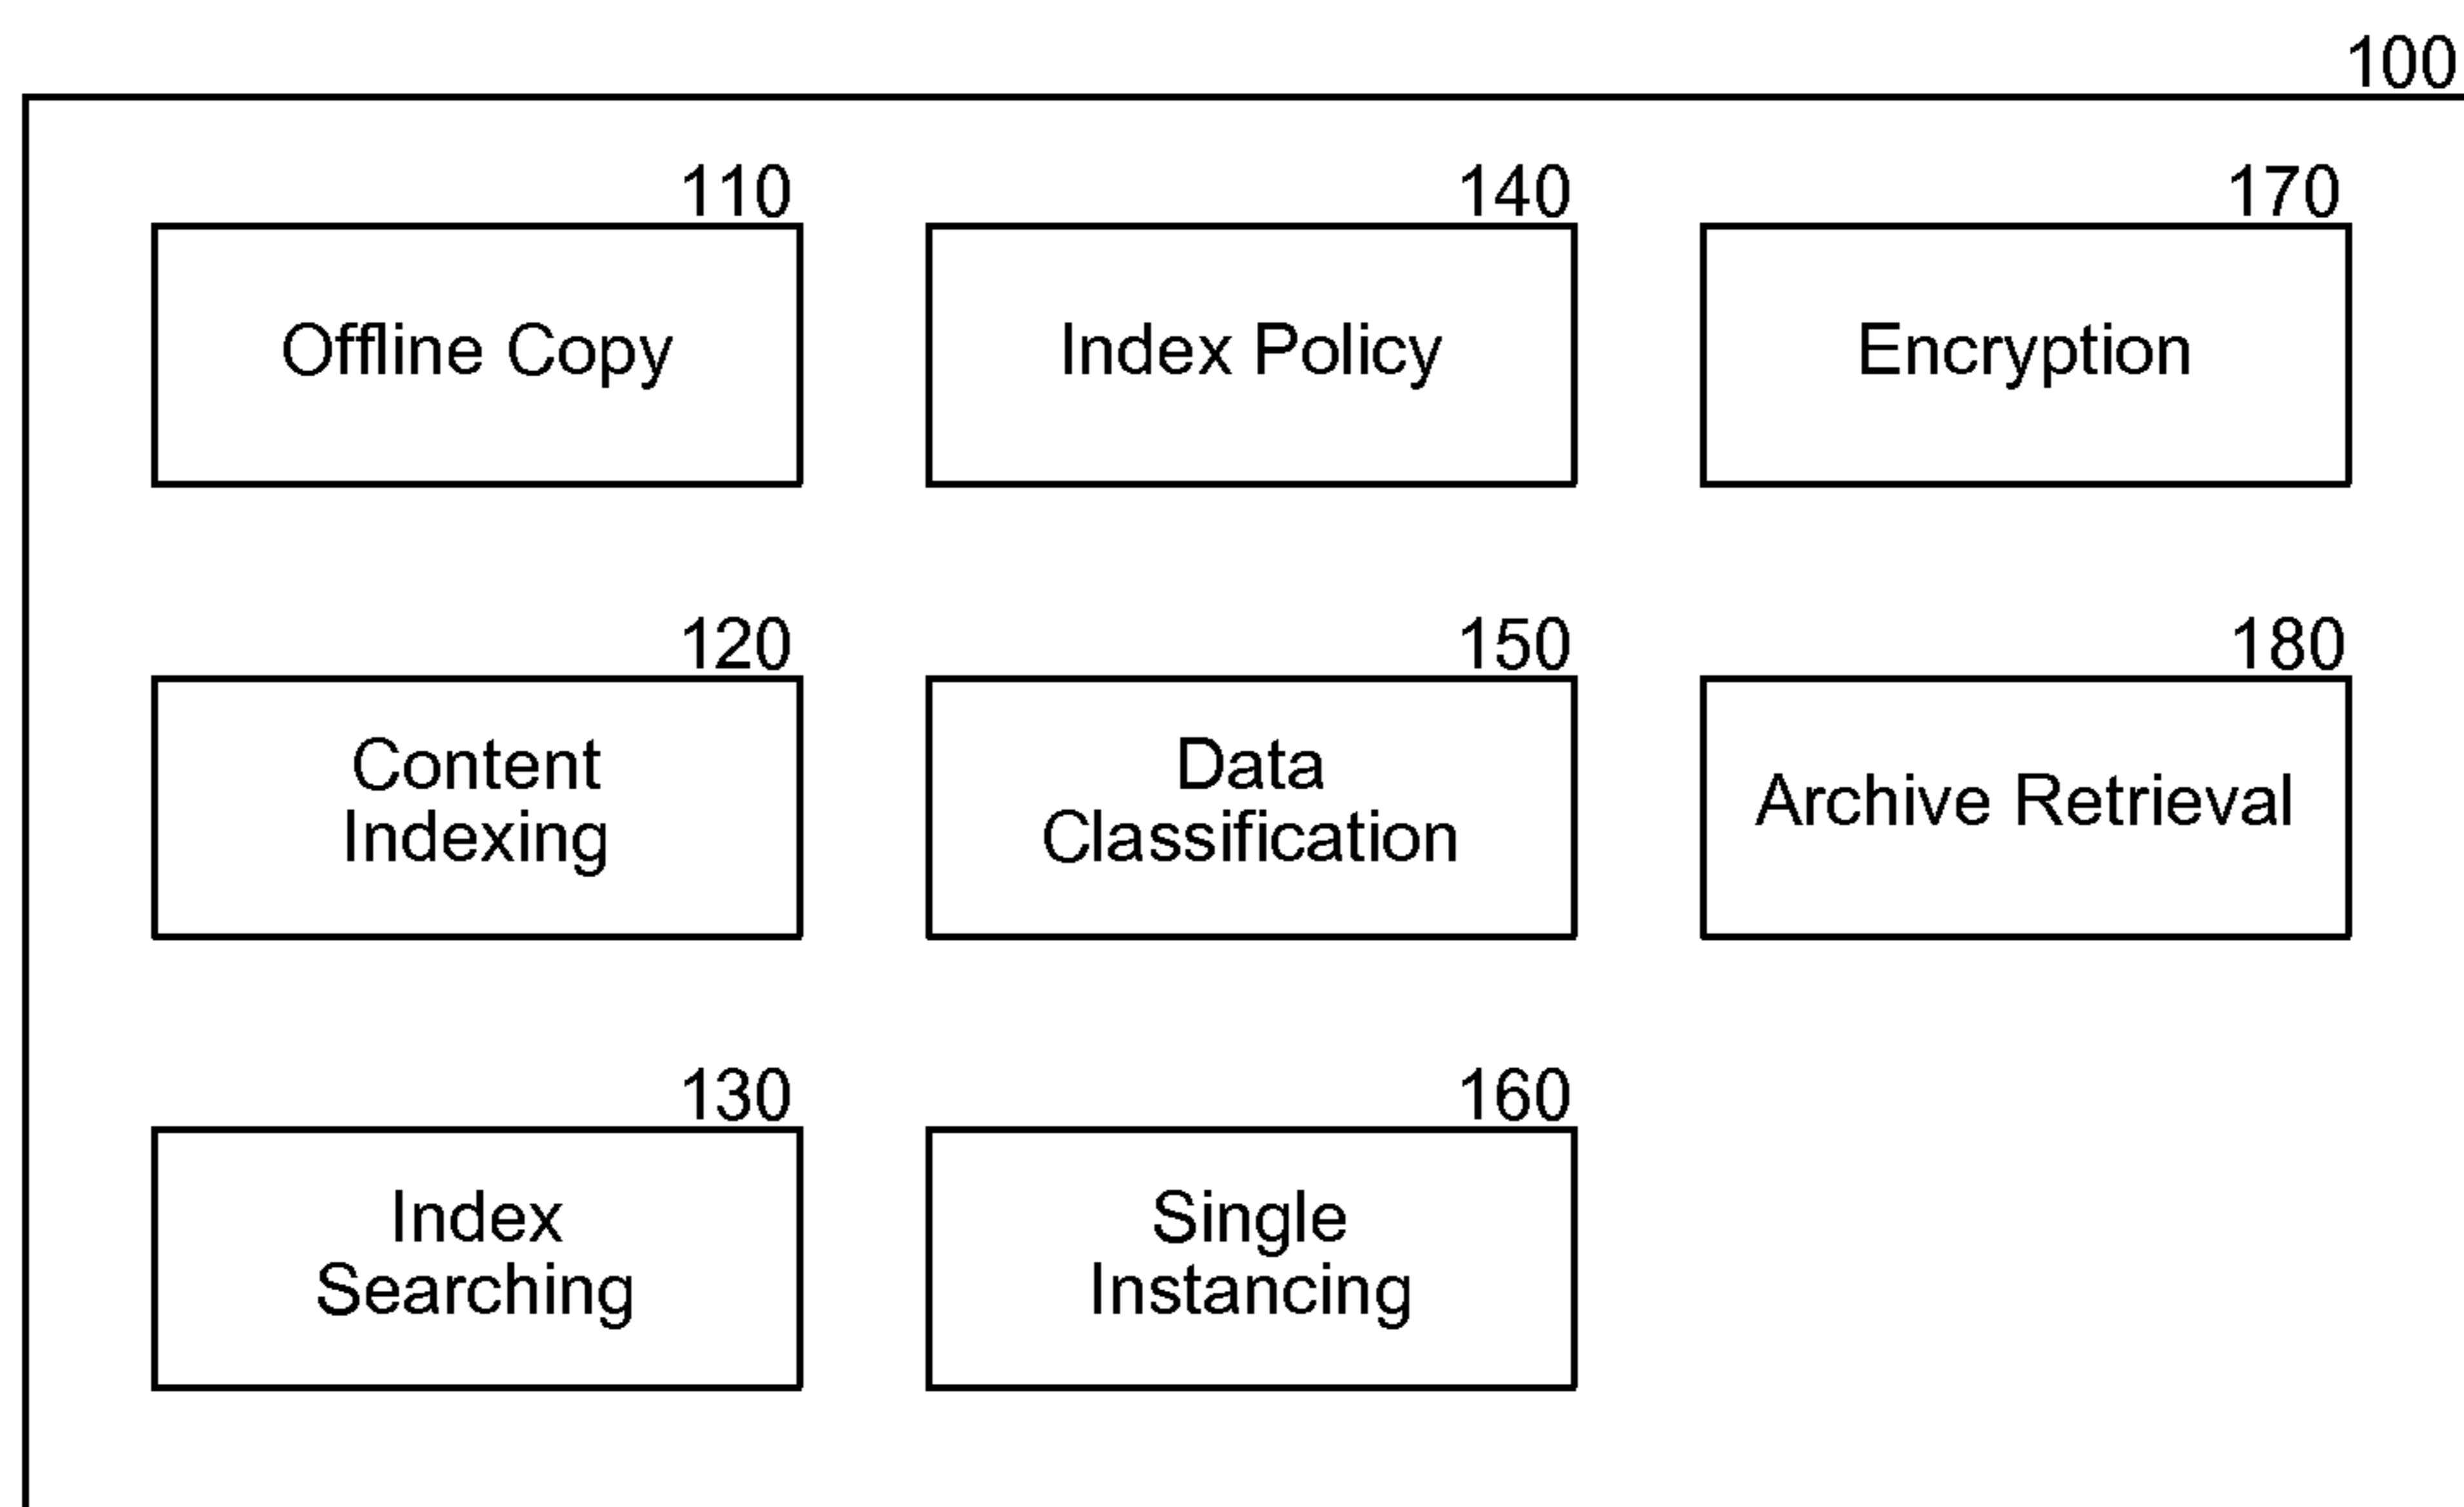 100
110
140
170
Offline Copy
Index Policy
Encryption
120
150
180
Content
Indexing
Data
Classification
Archive Retrieval
130
160
Index
Searching
Single
Instancing